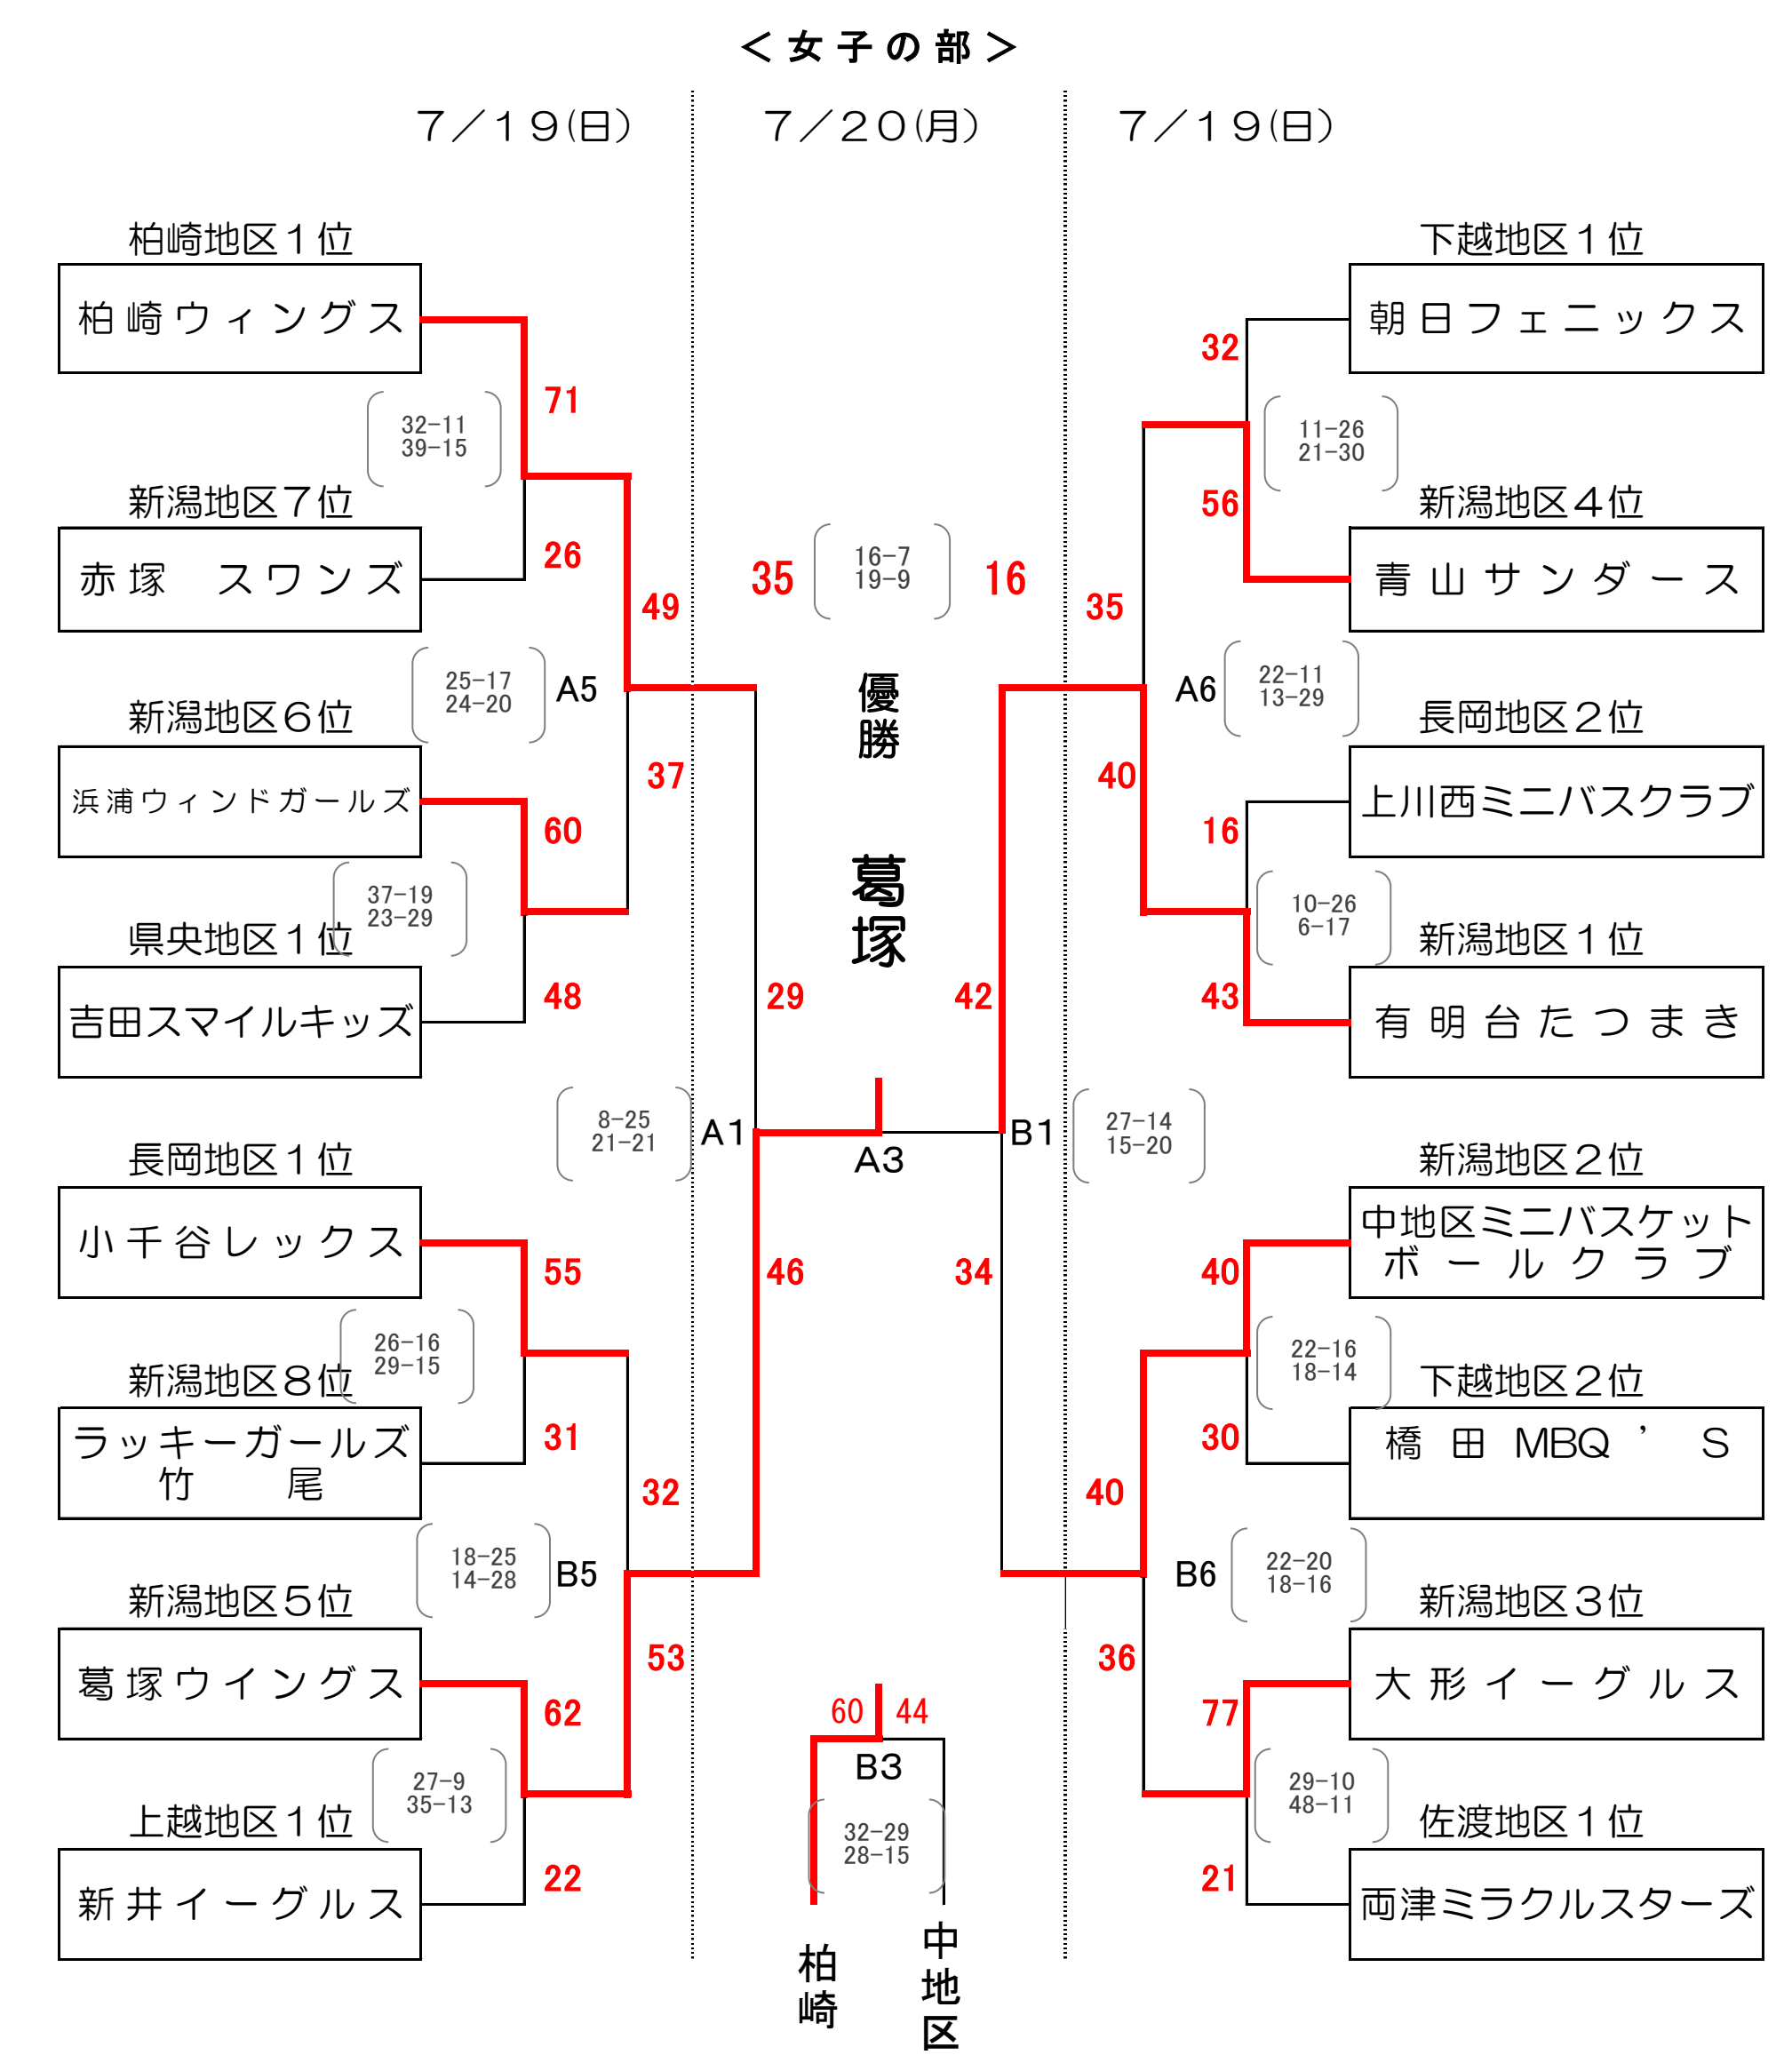 ＜ 女 子 の 部 ＞
７／１９(日)
７／２０(月)
７／１９(日)
柏崎地区１位
柏 崎 ウ ィ ン グ ス
71
32-11
39-15
新潟地区７位
赤 塚　ス ワ ン ズ
26
49
25-17
24-20
A5
新潟地区６位
浜 浦 ウ ィ ン ド ガ ー ル ズ
37
60
37-19
23-29
県央地区１位
吉田スマイルキッズ
48
8-25
21-21
A1
長岡地区１位
小 千 谷 レ ッ ク ス
55
26-16
29-15
新潟地区８位
ラッキーガールズ
竹　　尾
31
32
18-25
14-28
B5
新潟地区５位
葛 塚 ウ イ ン グ ス
53
62
27-9
35-13
上越地区１位
新 井 イ ー グ ル ス
22
35
16-7
19-9
16
優勝
葛塚
29
42
A3
46
34
60
44
B3
32-29
28-15
柏崎
中地区
下越地区１位
朝 日 フ ェ ニ ッ ク ス
32
11-26
21-30
56
新潟地区４位
青 山 サ ン ダ ー ス
35
A6
22-11
13-29
長岡地区２位
上川西ミニバスクラブ
40
16
10-26
6-17
新潟地区１位
有 明 台 た つ ま き
43
B1
27-14
15-20
新潟地区２位
中地区ミニバスケット
ボ ー ル ク ラ ブ
40
22-16
18-14
下越地区２位
橋　田　MBQ ’　S
30
40
B6
22-20
18-16
新潟地区３位
大 形 イ ー グ ル ス
36
77
29-10
48-11
佐渡地区１位
両津ミラクルスターズ
21